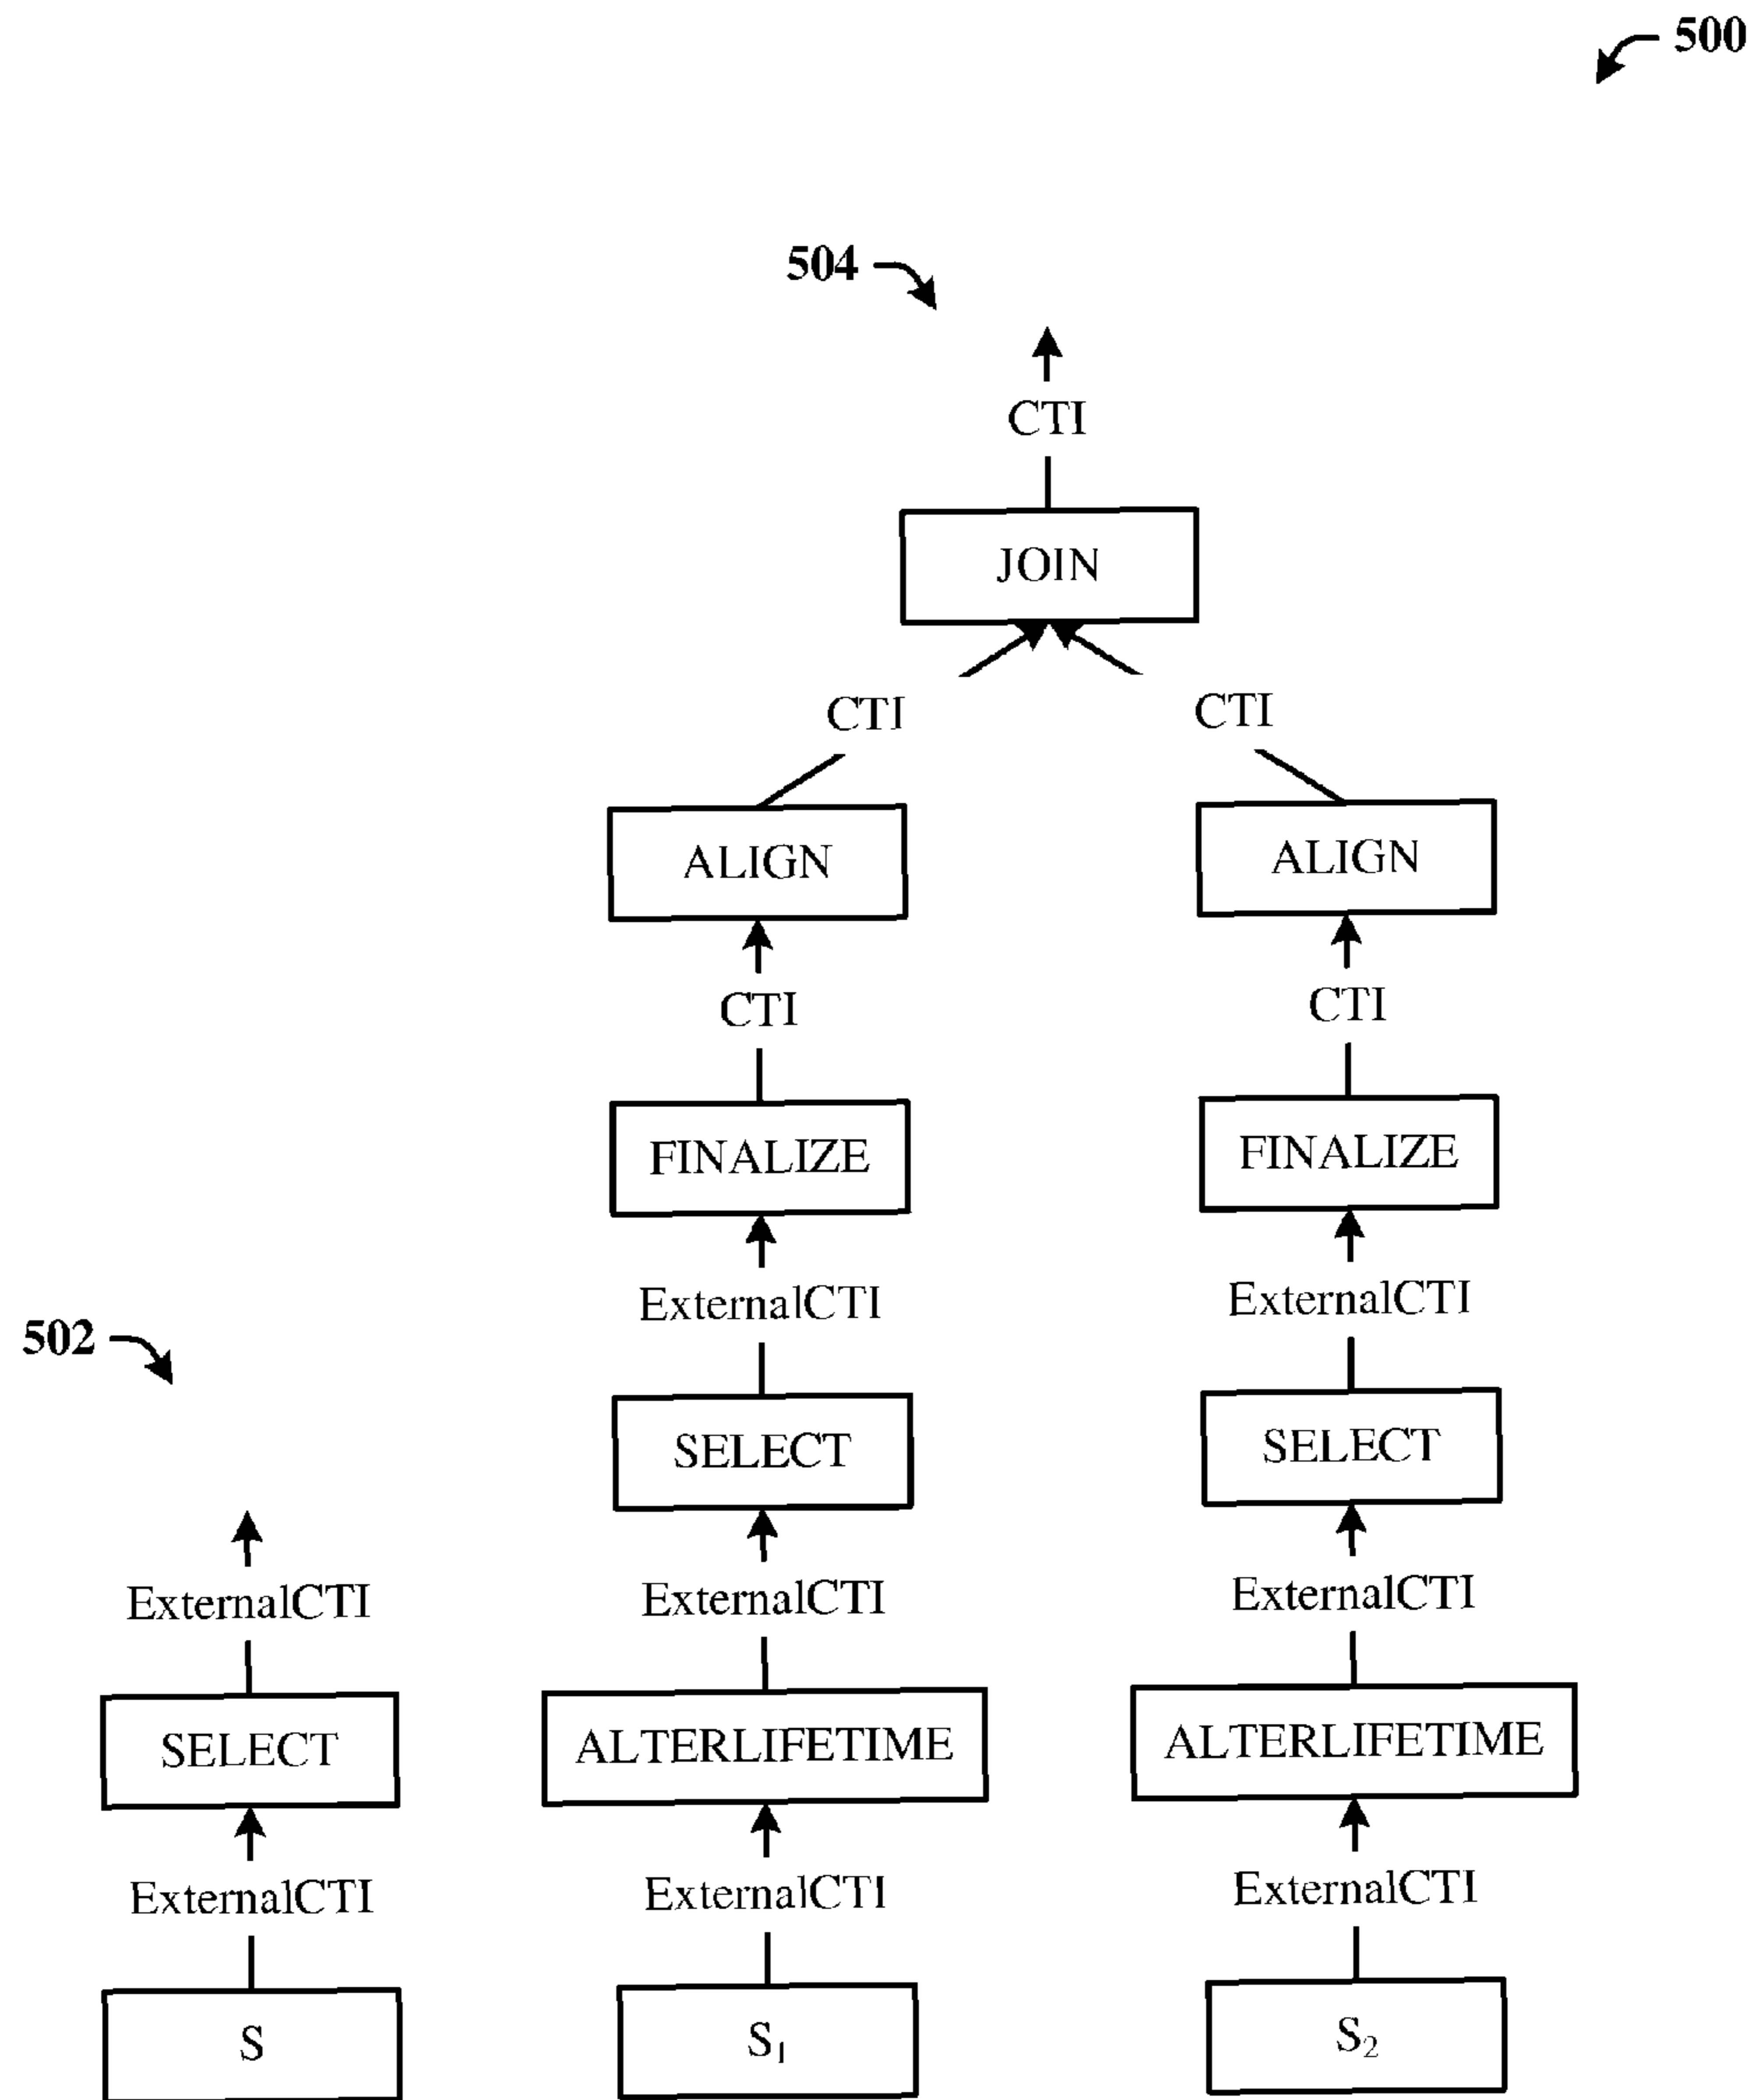 500
504
CTI
JOIN
CTI CTI
ALIGN ALIGN
CTI CTI
FINALIZE FINALIZE
ExternalCTI ExternalCTI
502
SELECT SELECT
ExternalCTI ExternalCTI ExternalCTI
SELECT ALTERLIFETIME ALTERLIFETIME
ExternalCTI ExternalCTI ExternalCTI
S S₁ S₂